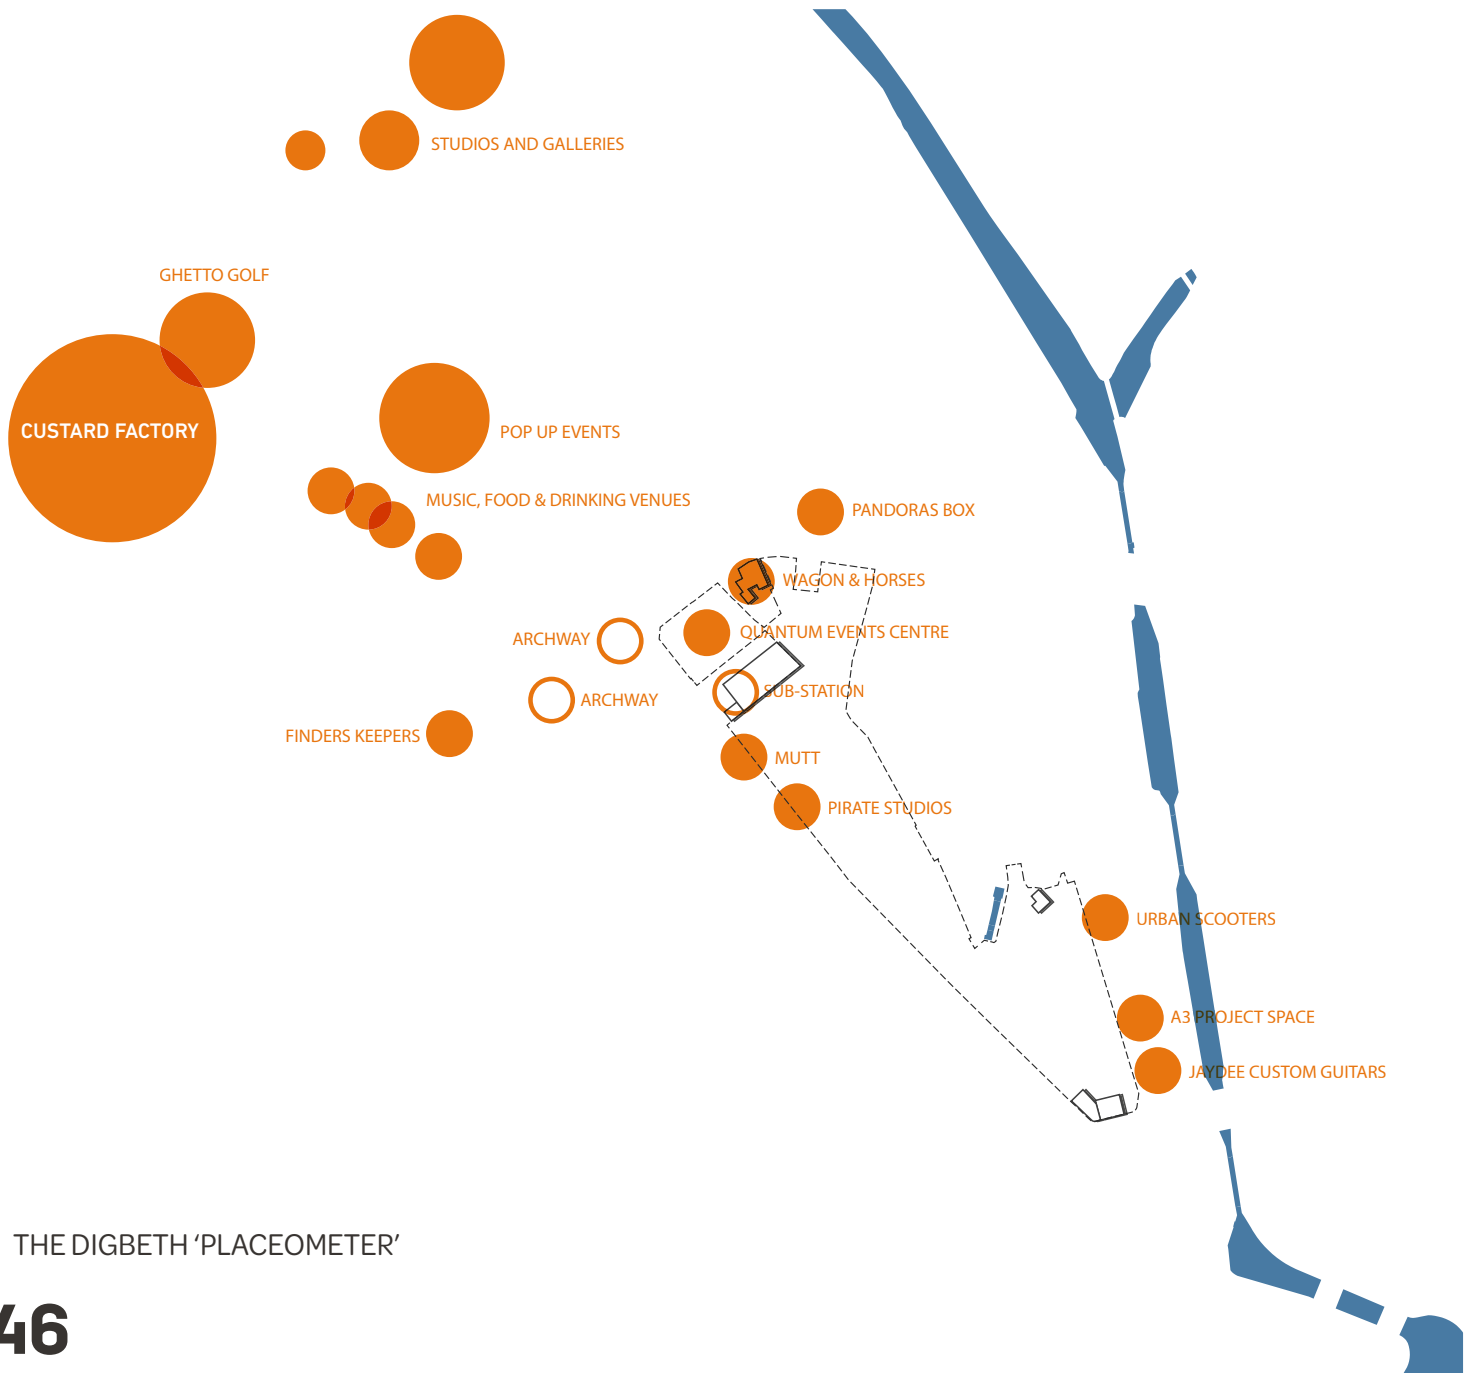 STUDIOS AND GALLERIES
GHETTO GOLF
CUSTARD FACTORY
POP UP EVENTS
MUSIC, FOOD & DRINKING VENUES
PANDORAS BOX
WAGON & HORSES
QUANTUM EVENTS CENTRE
ARCHWAY
SUB-STATION
ARCHWAY
FINDERS KEEPERS
MUTT
PIRATE STUDIOS
URBAN SCOOTERS
A3 PROJECT SPACE
JAYDEE CUSTOM GUITARS
THE DIGBETH ‘PLACEOMETER’
46